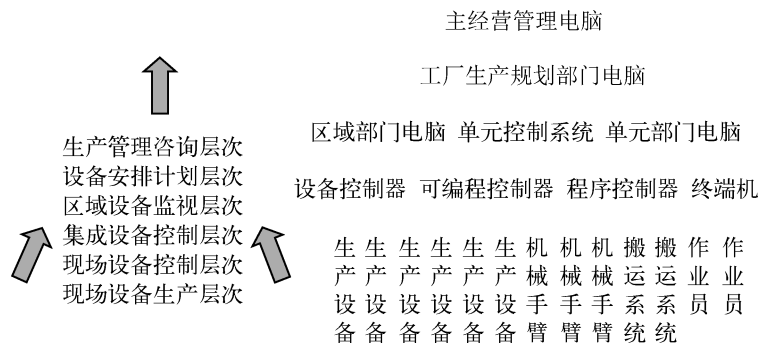 主经营管理电脑
工厂生产规划部门电脑
区域部门电脑 单元控制系统 单元部门电脑
设备控制器 可编程控制器 程序控制器 终端机
生产设备 生产设备 生产设备 生产设备 生产设备 生产设备 机械手臂 机械手臂 机械手臂 搬运系统 搬运系统 作业员 作业员
生产管理咨询层次
设备安排计划层次
区域设备监视层次
集成设备控制层次
现场设备控制层次
现场设备生产层次